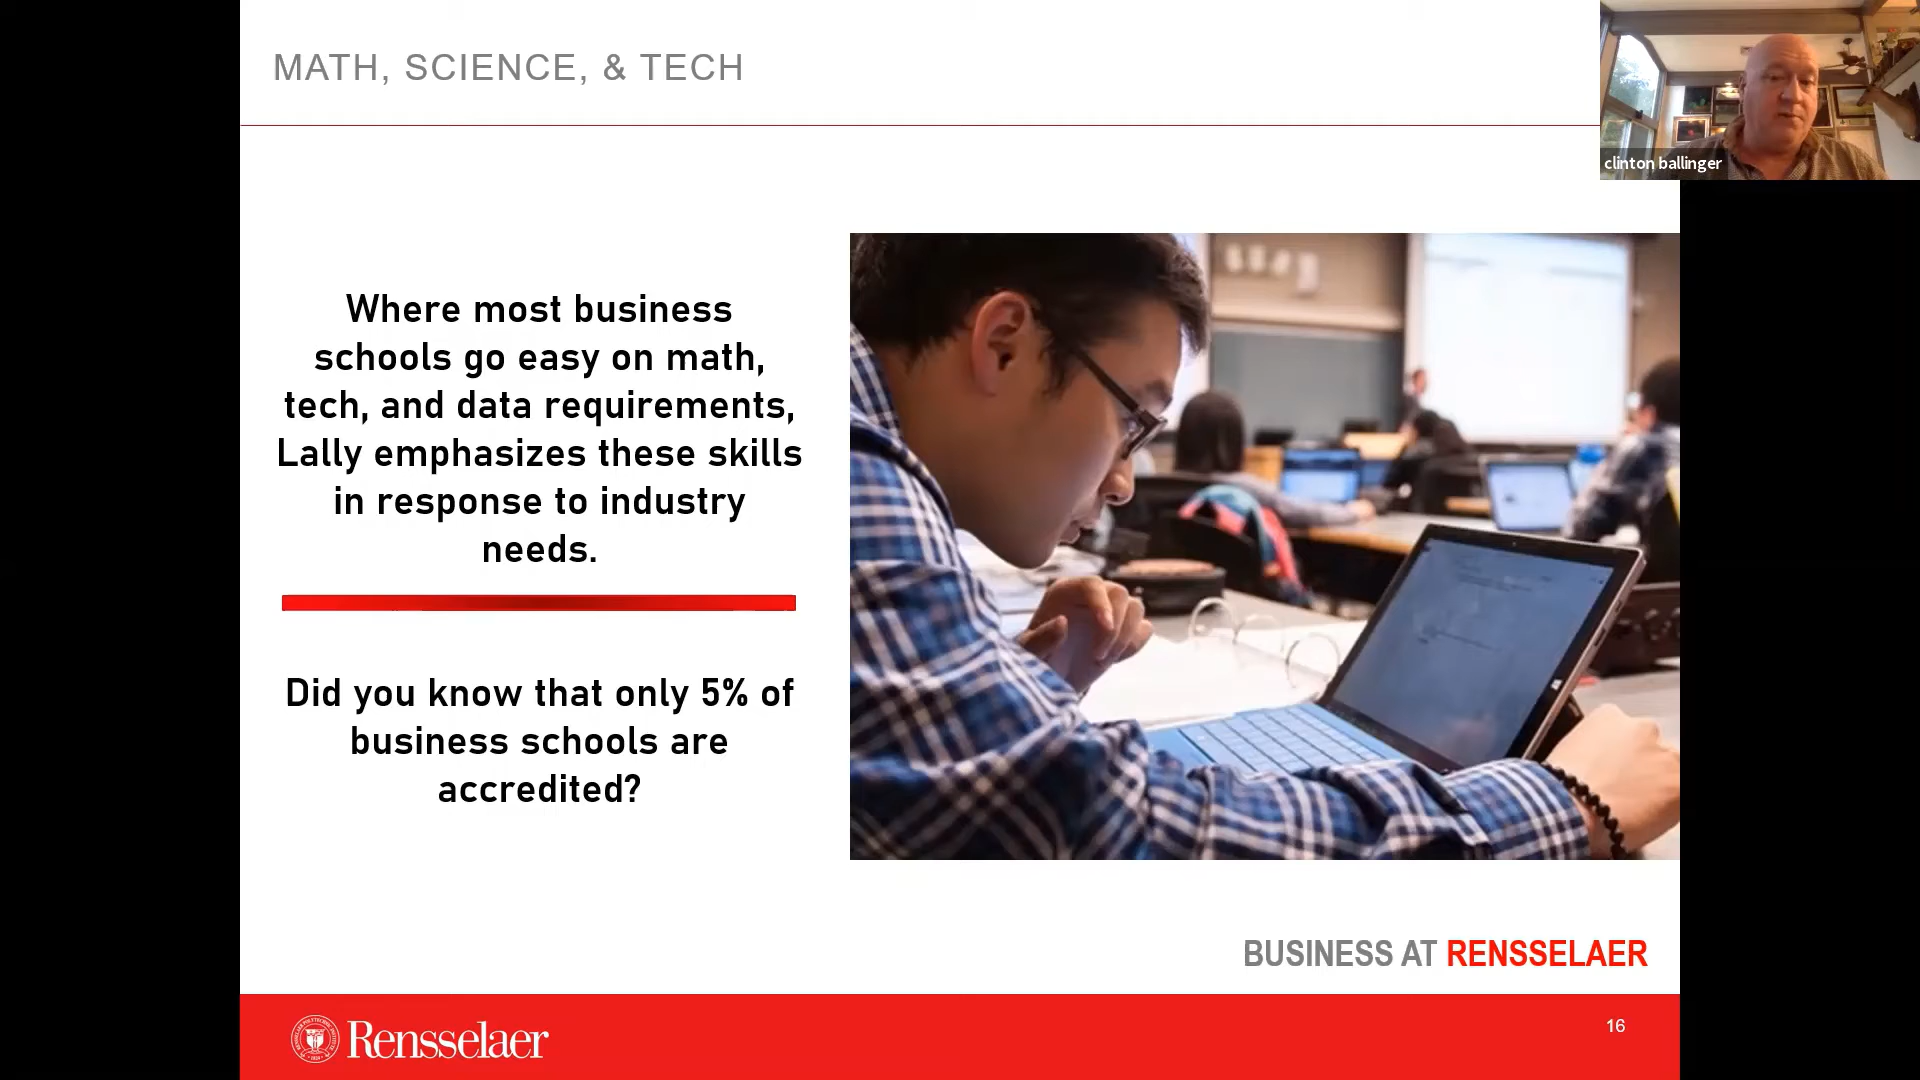 MATH, SCIENCE, & TECH
clinton ballinger
Where most business
schools go easy on math,
tech, and data requirements,
Lally emphasizes these skills
in response to industry
needs.
Did you know that only 5% of
business schools are
accredited?
BUSINESS AT RENSSELAER
Rensselaer
16